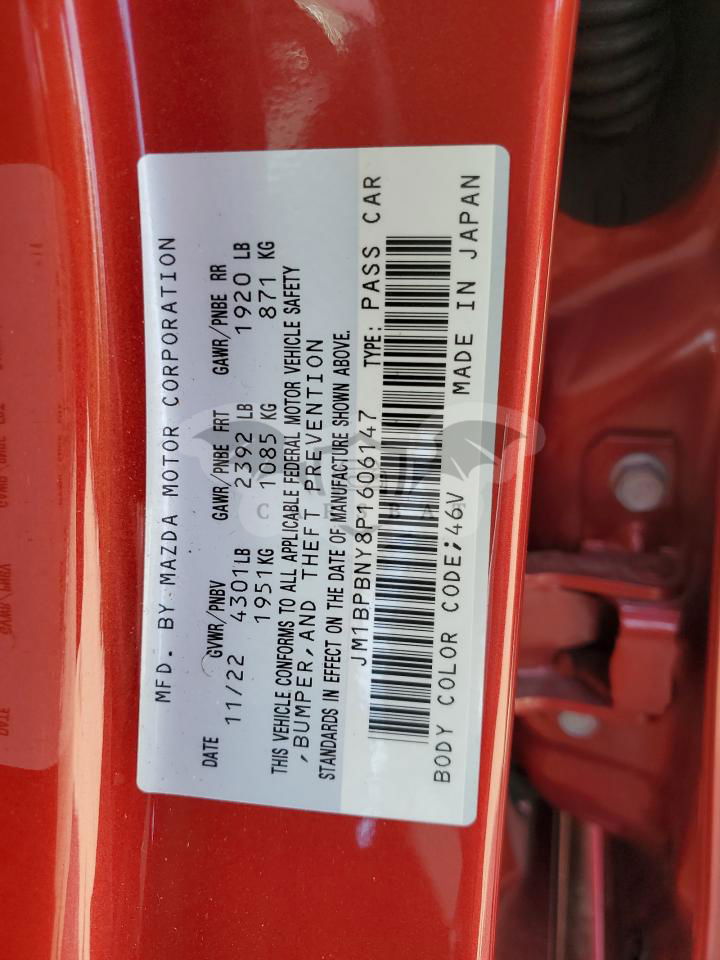 MFD. BY MAZDA MOTOR CORPORATION
DATE GVWR/PNBV GAWR/PNBE FRT GAWR/PNBE RR
11/22 4301LB 2392 LB 1920 LB
1951KG 1085 KG 871 KG
THIS VEHICLE CONFORMS TO ALL APPLICABLE FEDERAL MOTOR VEHICLE SAFETY
,BUMPER,AND THEFT PREVENTION
STANDARDS IN EFFECT ON THE DATE OF MANUFACTURE SHOWN ABOVE.
JM1BPBNY8P1606147 TYPE: PASS CAR
BODY COLOR CODE;46V MADE IN JAPAN